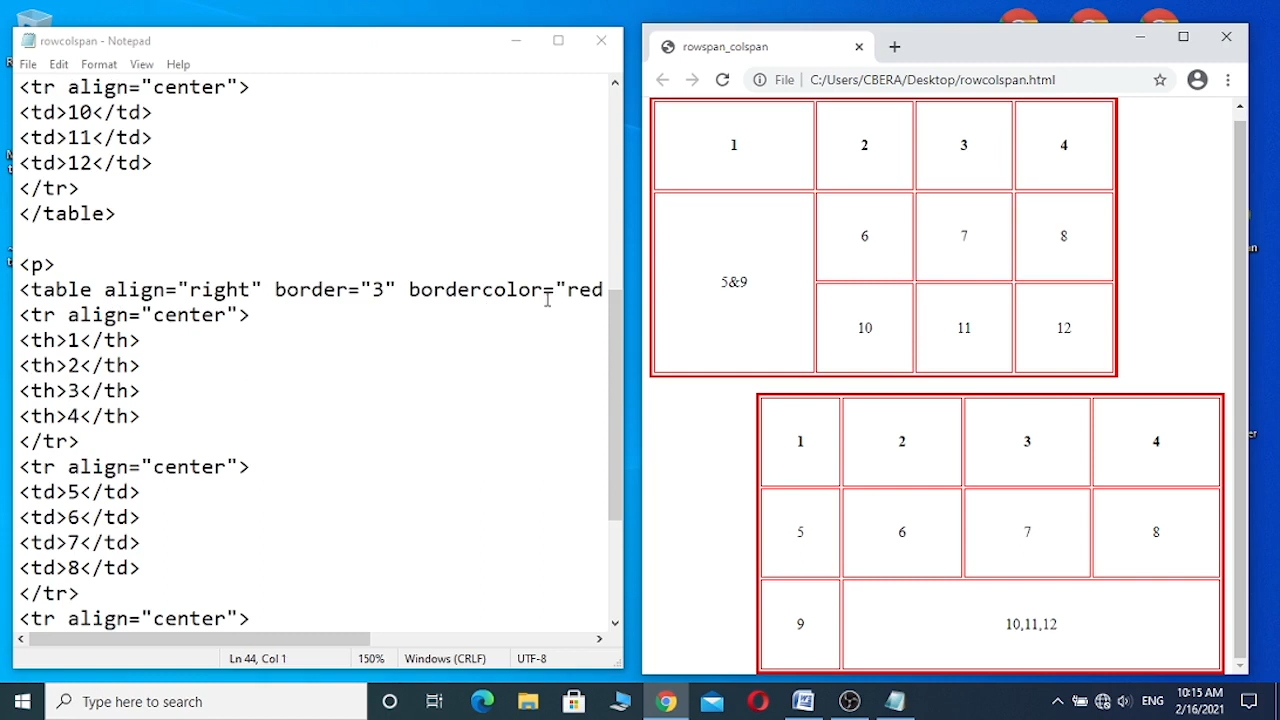 rowcolspan - Notepad
File Edit Format View Help
<tr align="center">
<td>10</td>
<td>11</td>
<td>12</td>
</tr>
</table>
<p>
<table align="right" border="3" bordercolor="red
<tr align="center">
<th>1</th>
<th>2</th>
<th>3</th>
<th>4</th>
</tr>
<tr align="center">
<td>5</td>
<td>6</td>
<td>7</td>
<td>8</td>
</tr>
<tr align="center">
Ln 44, Col 1 150% Windows (CRLF) UTF-8
rowspan_colspan
File C:/Users/CBERA/Desktop/rowcolspan.html
1 2 3 4
6 7 8
5&9
10 11 12
1 2 3 4
5 6 7 8
9 10,11,12
Type here to search
ENG
10:15 AM
2/16/2021